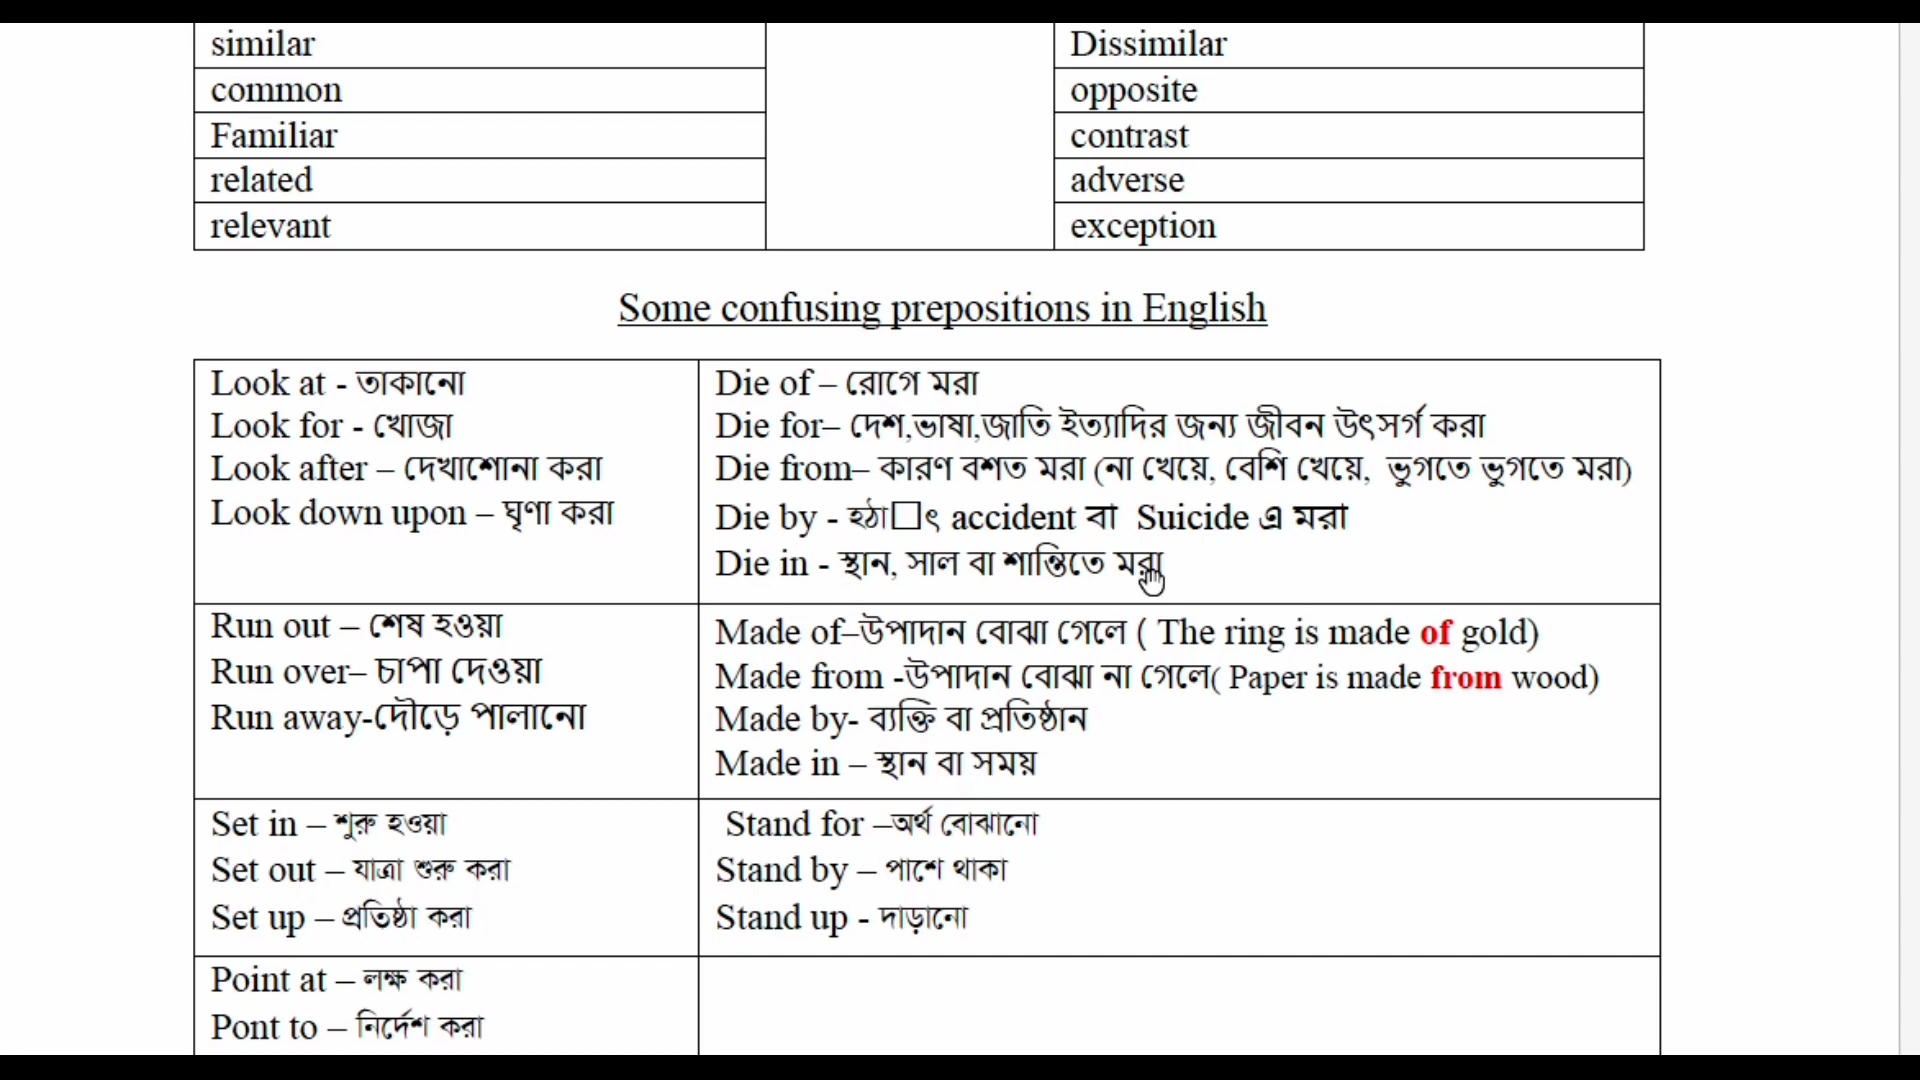 similar
Dissimilar
common
opposite
Familiar
contrast
related
adverse
relevant
exception
Some confusing prepositions in English
Look at - তাকানো
Look for - খোজা
Look after – দেখাশোনা করা
Look down upon – ঘৃণা করা
Die of – রোগে মরা
Die for– দেশ,ভাষা,জাতি ইত্যাদির জন্য জীবন উৎসর্গ করা
Die from– কারণ বশত মরা (না খেয়ে, বেশি খেয়ে, ভুগতে ভুগতে মরা)
Die by - হঠা□ৎ accident বা Suicide এ মরা
Die in - স্থান, সাল বা শান্তিতে মরা
Run out – শেষ হওয়া
Run over– চাপা দেওয়া
Run away-দৌড়ে পালানো
Made of–উপাদান বোঝা গেলে ( The ring is made of gold)
Made from -উপাদান বোঝা না গেলে( Paper is made from wood)
Made by- ব্যক্তি বা প্রতিষ্ঠান
Made in – স্থান বা সময়
Set in – শুরু হওয়া
Set out – যাত্রা শুরু করা
Set up – প্রতিষ্ঠা করা
Stand for –অর্থ বোঝানো
Stand by – পাশে থাকা
Stand up - দাড়ানো
Point at – লক্ষ করা
Pont to – নির্দেশ করা